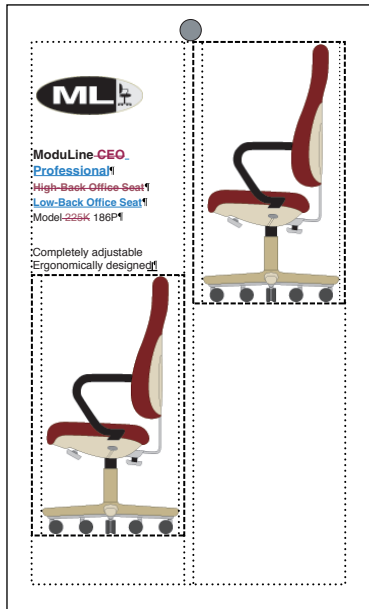 ML
ModuLine CEO
Professional¶
High-Back Office Seat¶
Low-Back Office Seat¶
Model 225K 186P¶
Completely adjustable
Ergonomically designed¶